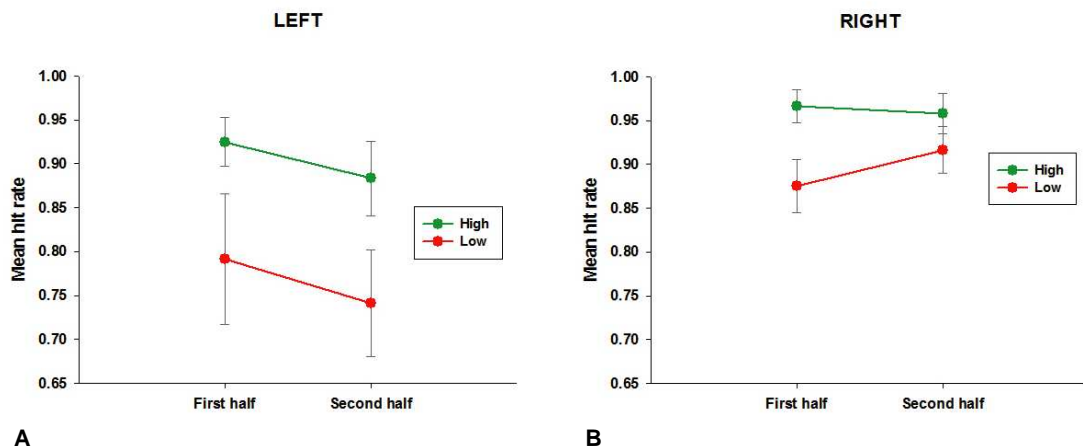 LEFT
Mean hit rate
1.00
0.95
0.90
0.85
0.80
0.75
0.70
0.65
First half
Second half
High
Low
A
RIGHT
Mean hit rate
1.00
0.95
0.90
0.85
0.80
0.75
0.70
0.65
First half
Second half
High
Low
B